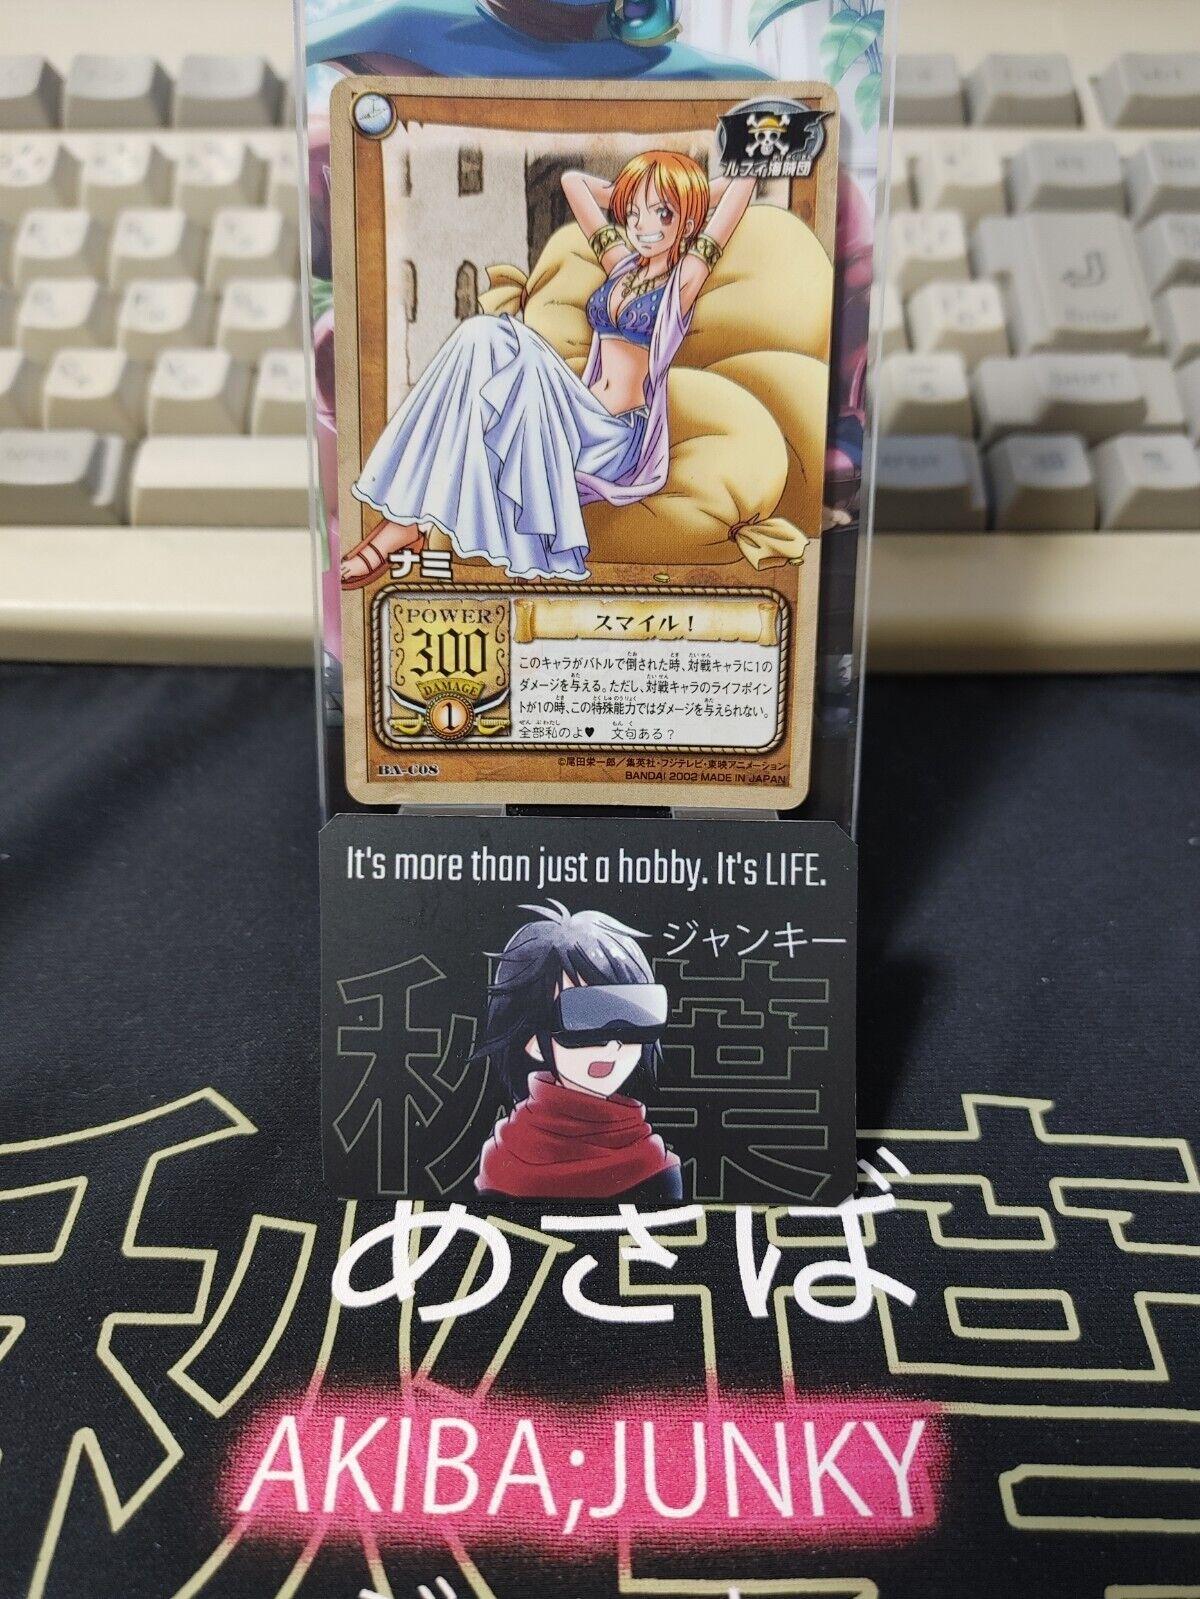 ルフィ海賊団
ナミ
POWER
300
DAMAGE
1
スマイル！
このキャラがバトルで倒された時、対戦キャラに1の
ダメージを与える。ただし、対戦キャラのライフポイン
トが1の時、この特殊能力ではダメージを与えられない。
全部私のよ♥ 文句ある？
BA-C08
©尾田栄一郎／集英社・フジテレビ・東映アニメーション
BANDAI 2002 MADE IN JAPAN
It's more than just a hobby. It's LIFE.
ジャンキー
秋葉
めさば
AKIBA;JUNKY
Enter
SHIFT